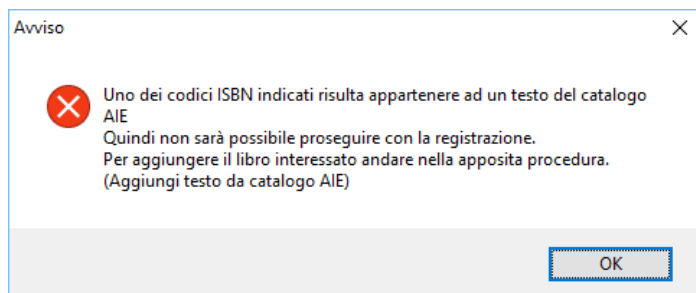 Avviso
Uno dei codici ISBN indicati risulta appartenere ad un testo del catalogo
AIE
Quindi non sarà possibile proseguire con la registrazione.
Per aggiungere il libro interessato andare nella apposita procedura.
(Aggiungi testo da catalogo AIE)
OK